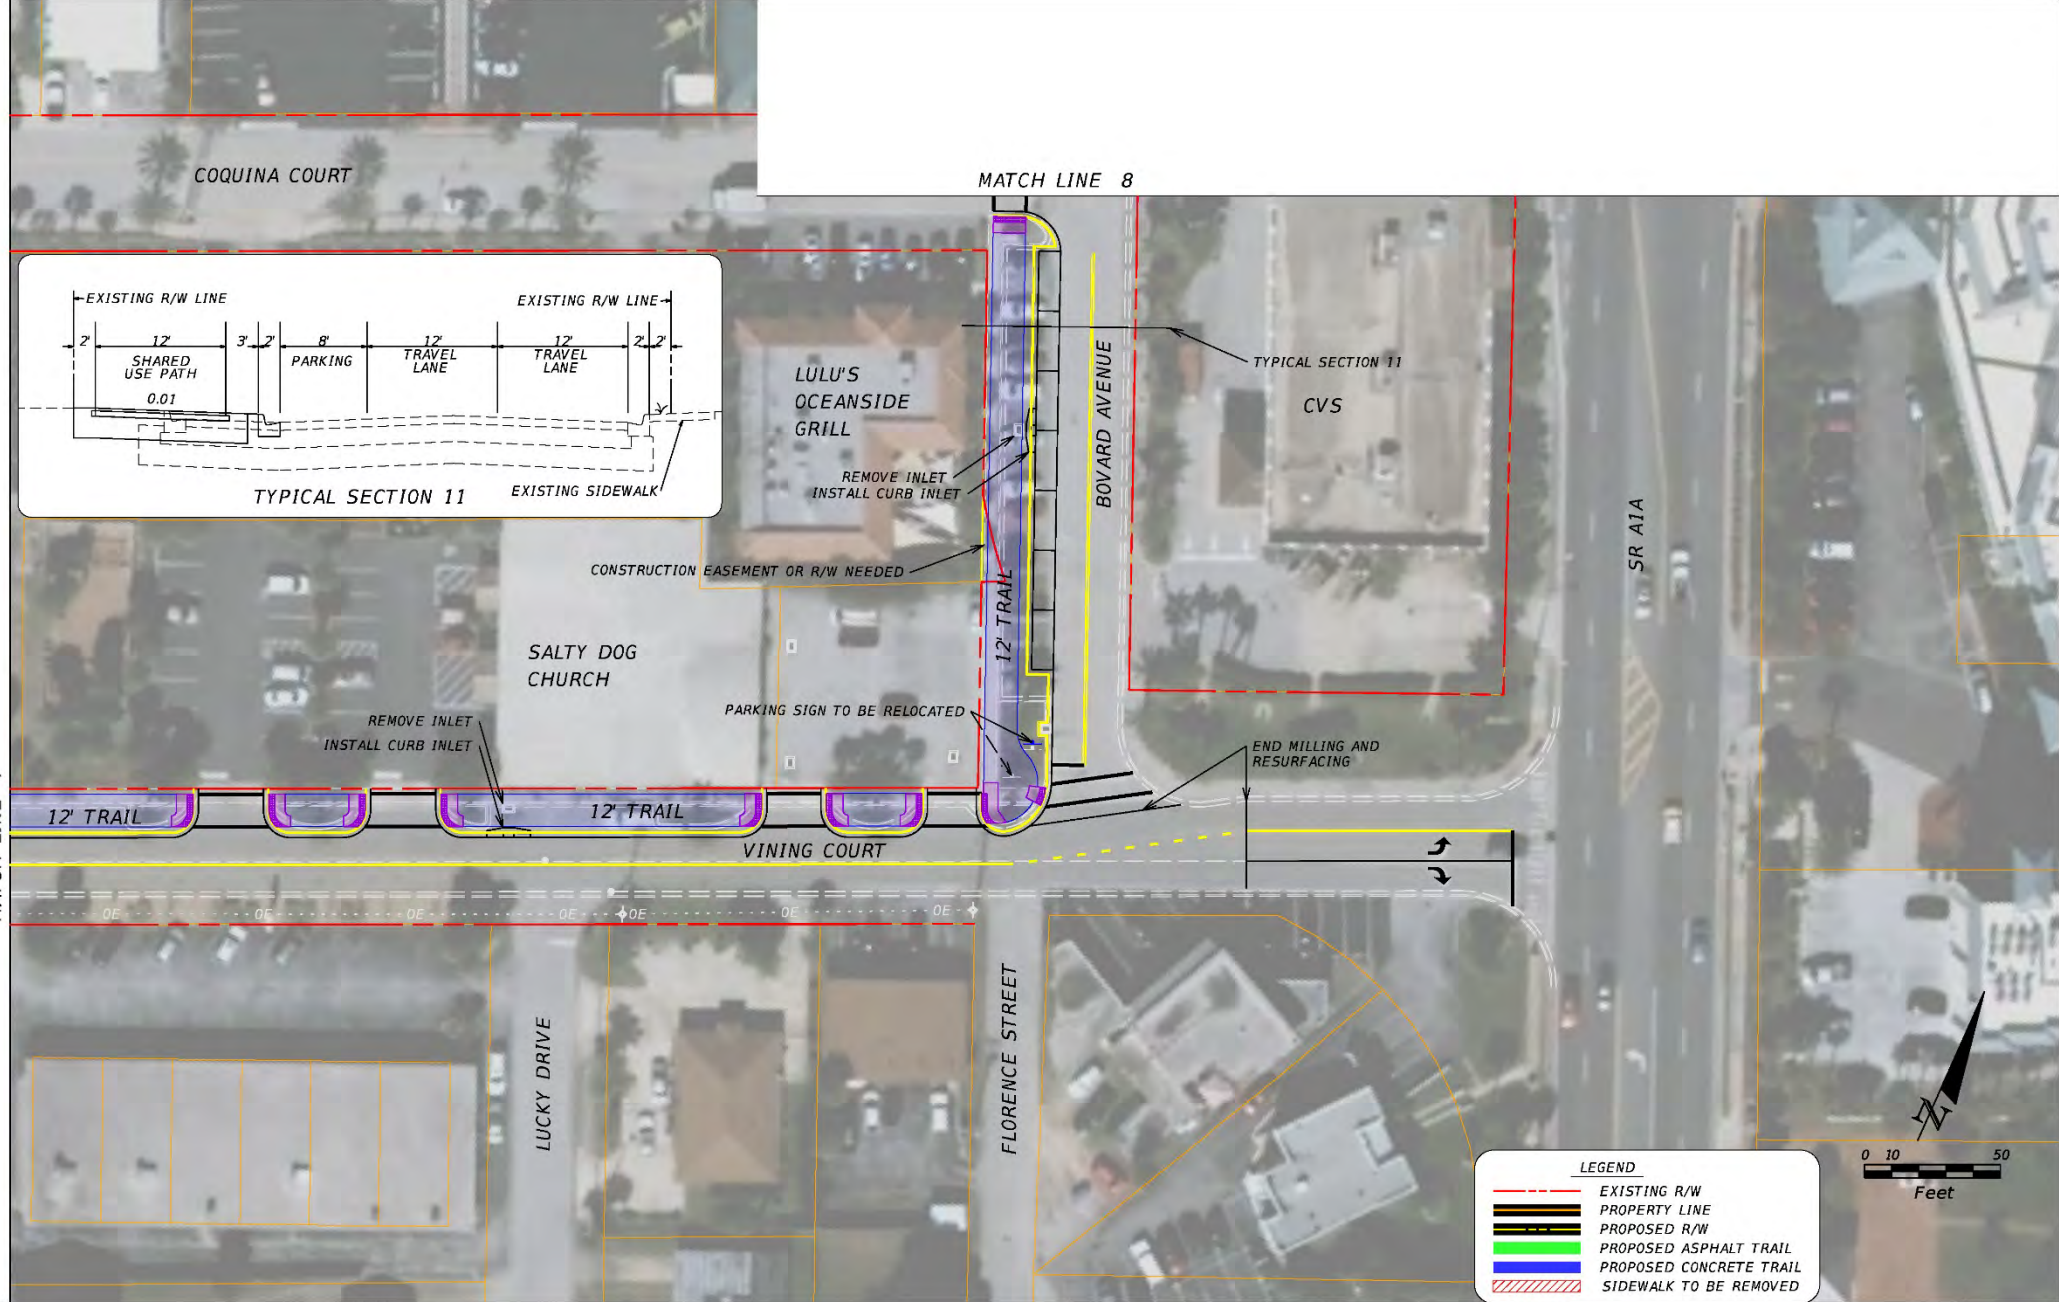 COQUINA COURT
MATCH LINE 8
EXISTING R/W LINE
EXISTING R/W LINE
2' 12' 3' 2' 8' 12' 12' 2' 2'
SHARED
USE PATH
PARKING
TRAVEL
LANE
TRAVEL
LANE
0.01
TYPICAL SECTION 11
EXISTING SIDEWALK
LULU'S
OCEANSIDE
GRILL
REMOVE INLET
INSTALL CURB INLET
CONSTRUCTION EASEMENT OR R/W NEEDED
12' TRAIL
BOVARD AVENUE
TYPICAL SECTION 11
CVS
SR A1A
SALTY DOG
CHURCH
REMOVE INLET
INSTALL CURB INLET
PARKING SIGN TO BE RELOCATED
END MILLING AND
RESURFACING
12' TRAIL
12' TRAIL
VINING COURT
OE OE OE OE OE OE OE
LUCKY DRIVE
FLORENCE STREET
N
0 10 50
Feet
LEGEND
EXISTING R/W
PROPERTY LINE
PROPOSED R/W
PROPOSED ASPHALT TRAIL
PROPOSED CONCRETE TRAIL
SIDEWALK TO BE REMOVED